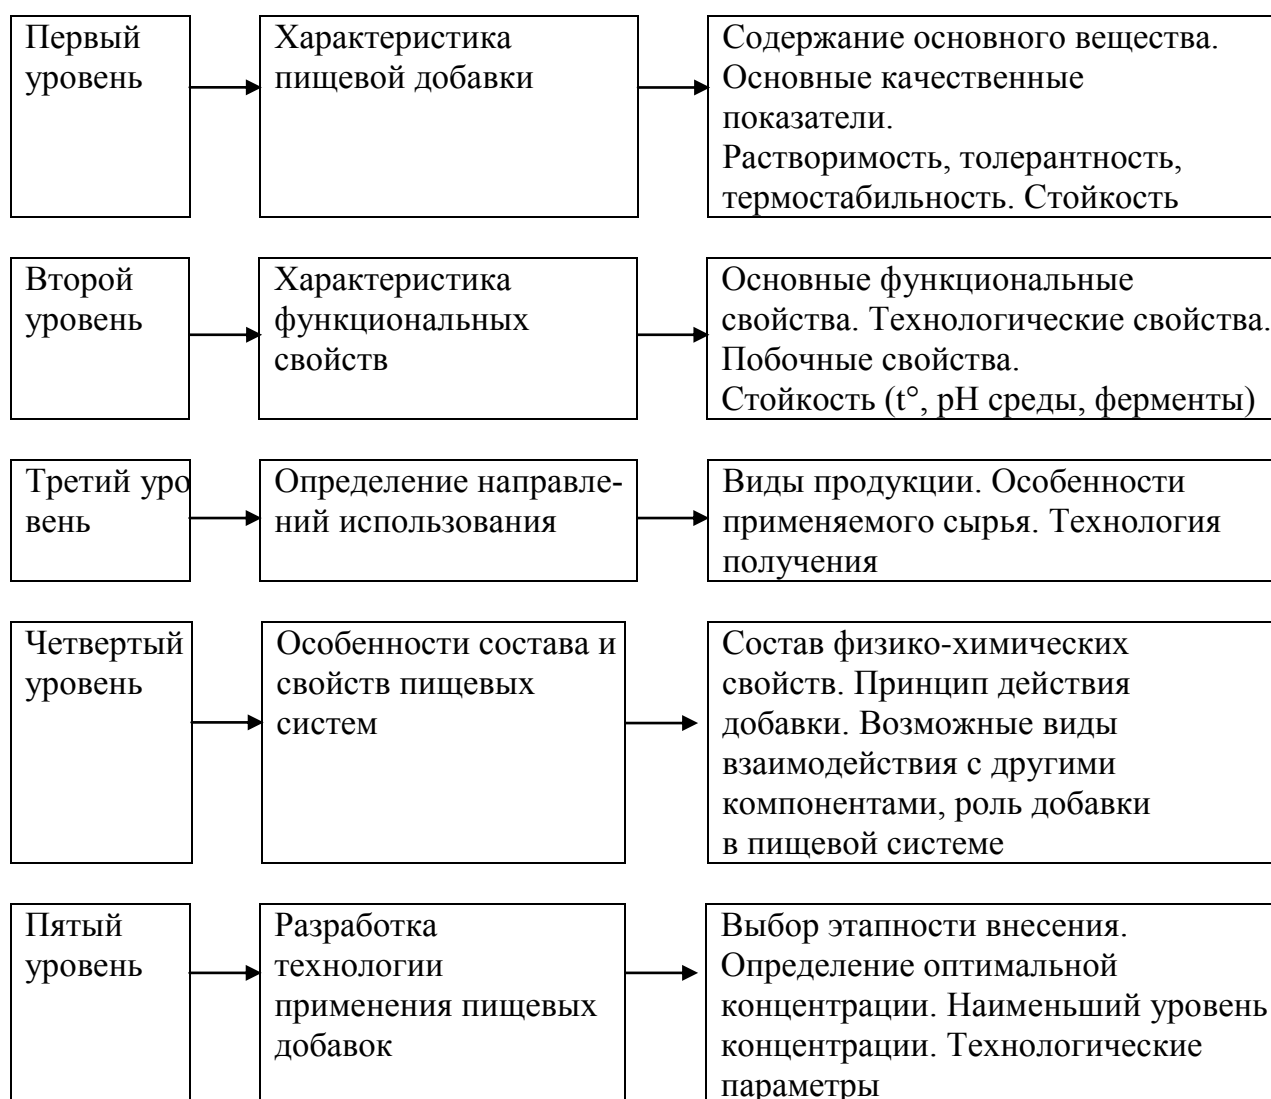 Первый
уровень
Характеристика
пищевой добавки
Содержание основного вещества.
Основные качественные
показатели.
Растворимость, толерантность,
термостабильность. Стойкость
Второй
уровень
Характеристика
функциональных
свойств
Основные функциональные
свойства. Технологические свойства.
Побочные свойства.
Стойкость (t°, pH среды, ферменты)
Третий уро
вень
Определение направле-
ний использования
Виды продукции. Особенности
применяемого сырья. Технология
получения
Четвертый
уровень
Особенности состава и
свойств пищевых
систем
Состав физико-химических
свойств. Принцип действия
добавки. Возможные виды
взаимодействия с другими
компонентами, роль добавки
в пищевой системе
Пятый
уровень
Разработка
технологии
применения пищевых
добавок
Выбор этапности внесения.
Определение оптимальной
концентрации. Наименьший уровень
концентрации. Технологические
параметры